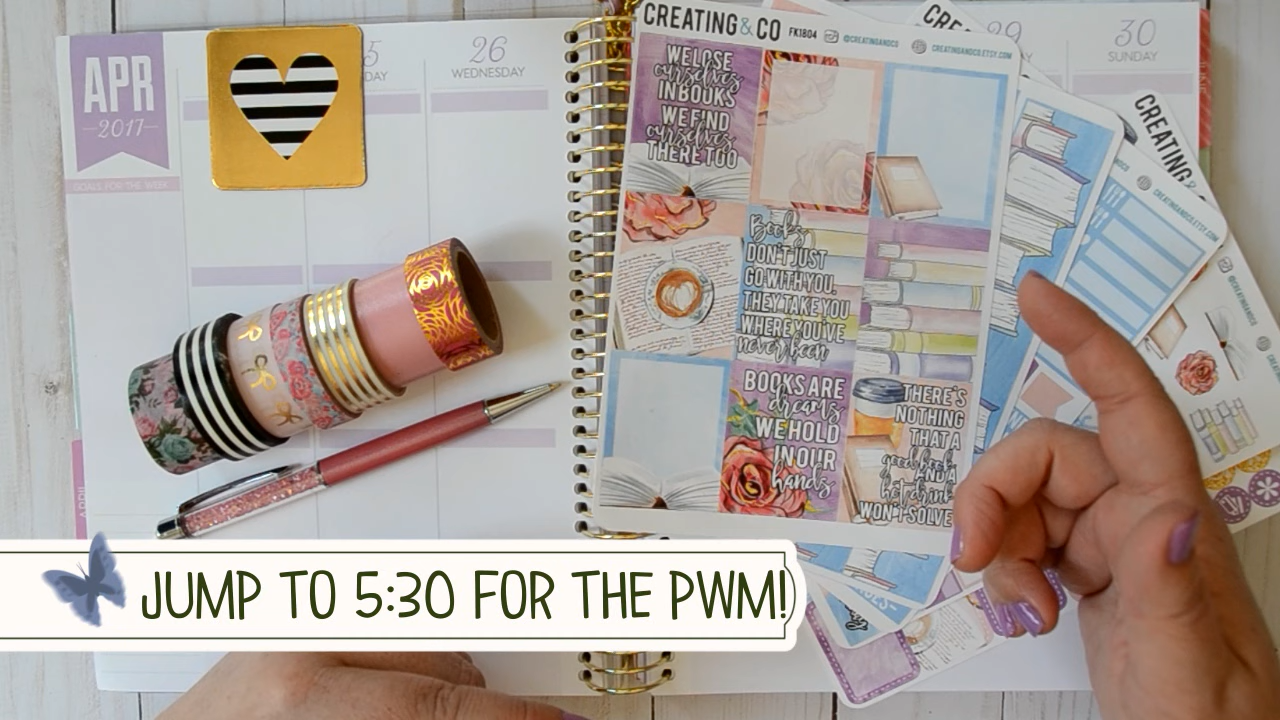 APR
2017
GOALS FOR THE WEEK
26
WEDNESDAY
29
30
SUNDAY
CREATING & CO FK1804 @CREATINGANDCO CREATINGANDCO.ETSY.COM
WE LOSE
ourselves
IN BOOKS
WE FIND
ourselves
THERE TOO
Books
DON'T JUST
GO WITH YOU,
THEY TAKE YOU
WHERE YOU'VE
never been
BOOKS ARE
dreams
WE HOLD
IN OUR
hands
THERE'S
NOTHING
THAT A
good book
AND A
hot drink
WON'T SOLVE
CREATING
@CREATINGANDCO
APRIL
JUMP TO 5:30 FOR THE PWM!